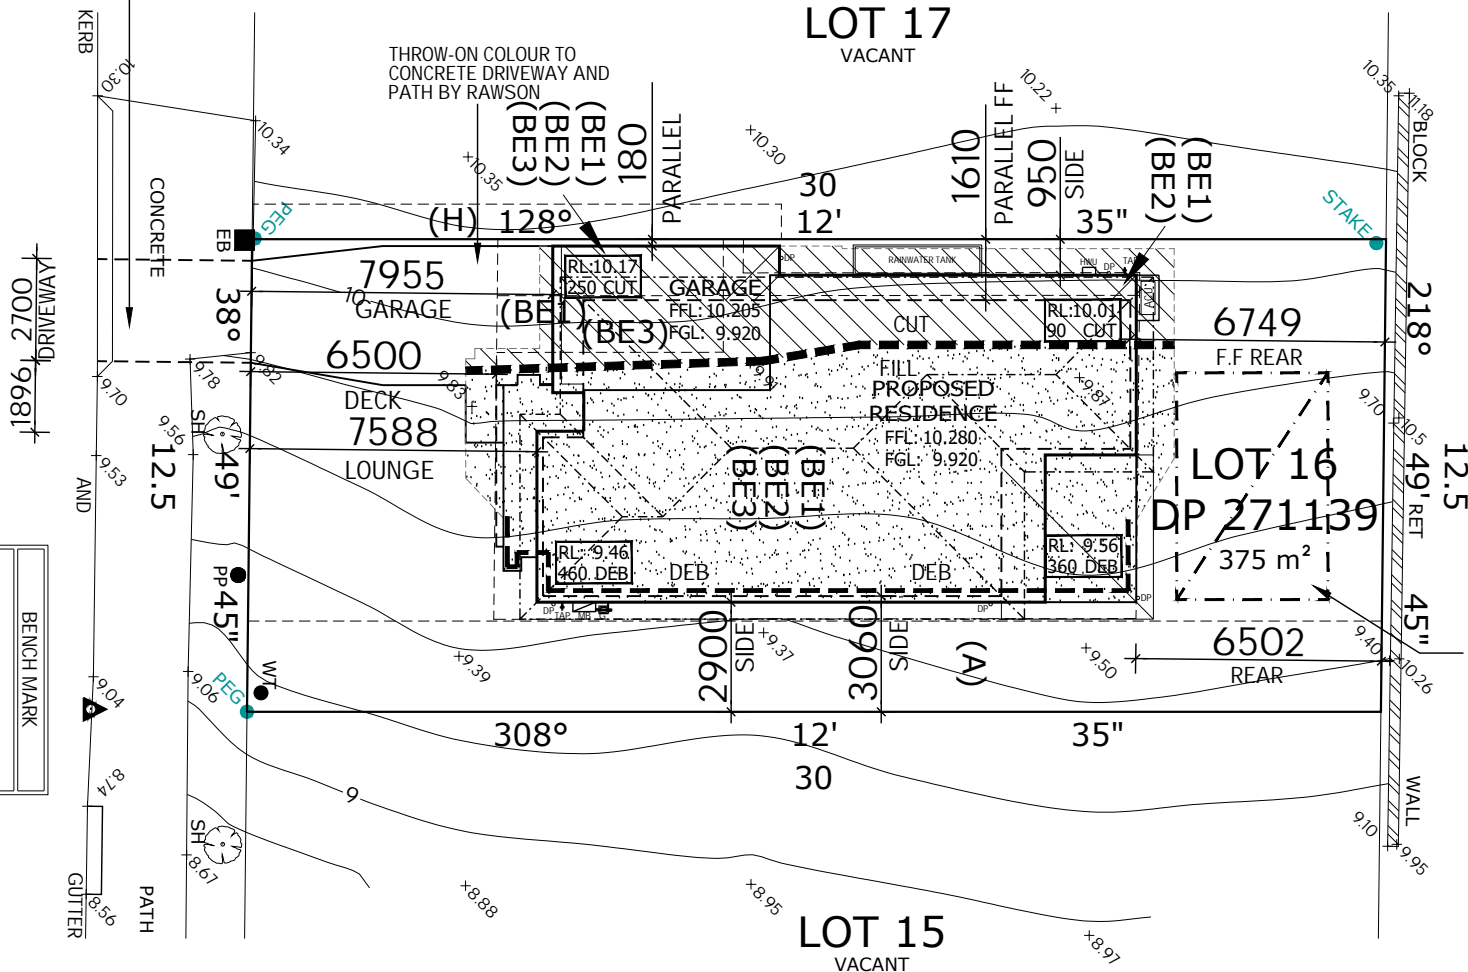 LOT 17
VACANT
KERB
10.30
THROW-ON COLOUR TO
CONCRETE DRIVEWAY AND
PATH BY RAWSON
(BE3)
(BE2)
(BE1)
180
PARALLEL
×10.30
×10.35
10.34
10.22 ×
1610
PARALLEL FF
950
SIDE
(BE2)
(BE1)
10.35
11.18
BLOCK
STAKE
PEG
EB
CONCRETE
(H)
128°
30
12'
35"
DP
RAINWATER TANK
HWU
DP
TAP
A/C
2700
DRIVEWAY
1896
38°
7955
GARAGE
10
RL:10.17
250 CUT
GARAGE
FFL: 10.205
FGL: 9.920
(BE1)
(BE3)
CUT
RL:10.01
90 CUT
6749
F.F REAR
218°
6500
DECK
9.82
9.78
9.83
9.70
9.56
SH
7588
LOUNGE
FILL
PROPOSED
RESIDENCE
FFL: 10.280
FGL: 9.920
9.87
9.70
10.5
9.53
AND
12.5
49'
(BE3)
(BE2)
(BE1)
LOT 16
DP 271139
375 m²
12.5
49'
RET
RL: 9.46
460 DEB
DEB
DEB
RL: 9.56
360 DEB
PP
45"
45"
DP
TAP
MB
G
DP
DP
2900
SIDE
3060
SIDE
×9.37
×9.39
(A)
×9.50
6502
REAR
9.40
10.26
WT
PEG
9.06
9.04
BENCH MARK
308°
12'
35"
30
8.74
9
WALL
9.10
9.95
SH
8.67
8.56
GUTTER
PATH
×8.88
×8.95
×8.97
LOT 15
VACANT